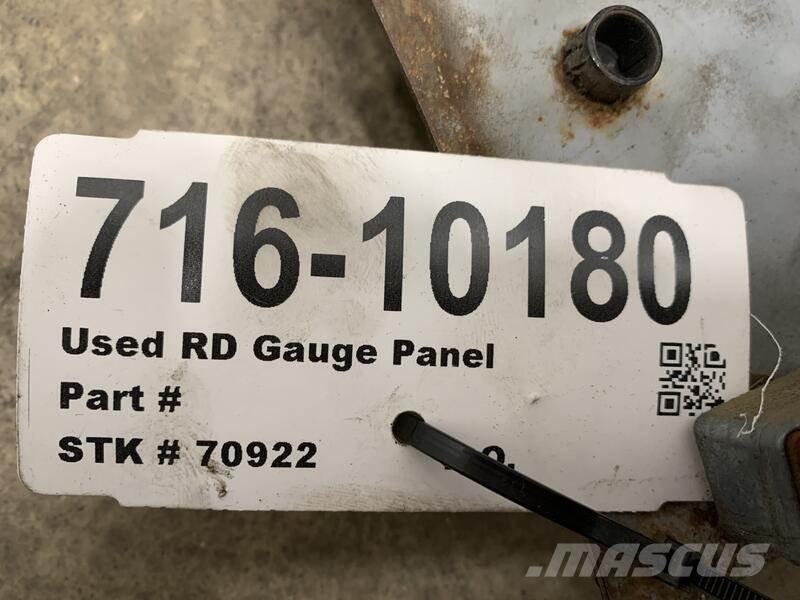 716-10180
Used RD Gauge Panel
Part #
STK # 70922
MASCUS